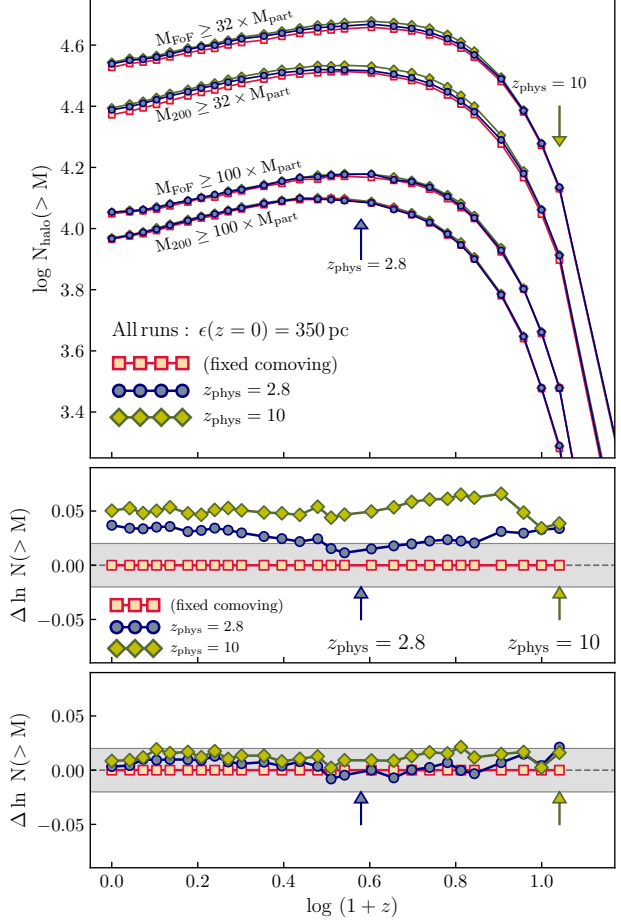 4.6
4.4
4.2
4.0
3.8
3.6
3.4
log N_halo(> M)
M_FoF ≥ 32 × M_part
M_200 ≥ 32 × M_part
M_FoF ≥ 100 × M_part
M_200 ≥ 100 × M_part
z_phys = 10
z_phys = 2.8
All runs : ϵ(z = 0) = 350 pc
(fixed comoving)
z_phys = 2.8
z_phys = 10
0.05
0.00
−0.05
Δ ln N(> M)
(fixed comoving)
z_phys = 2.8
z_phys = 10
z_phys = 2.8
z_phys = 10
0.05
0.00
−0.05
Δ ln N(> M)
0.0 0.2 0.4 0.6 0.8 1.0
log (1 + z)